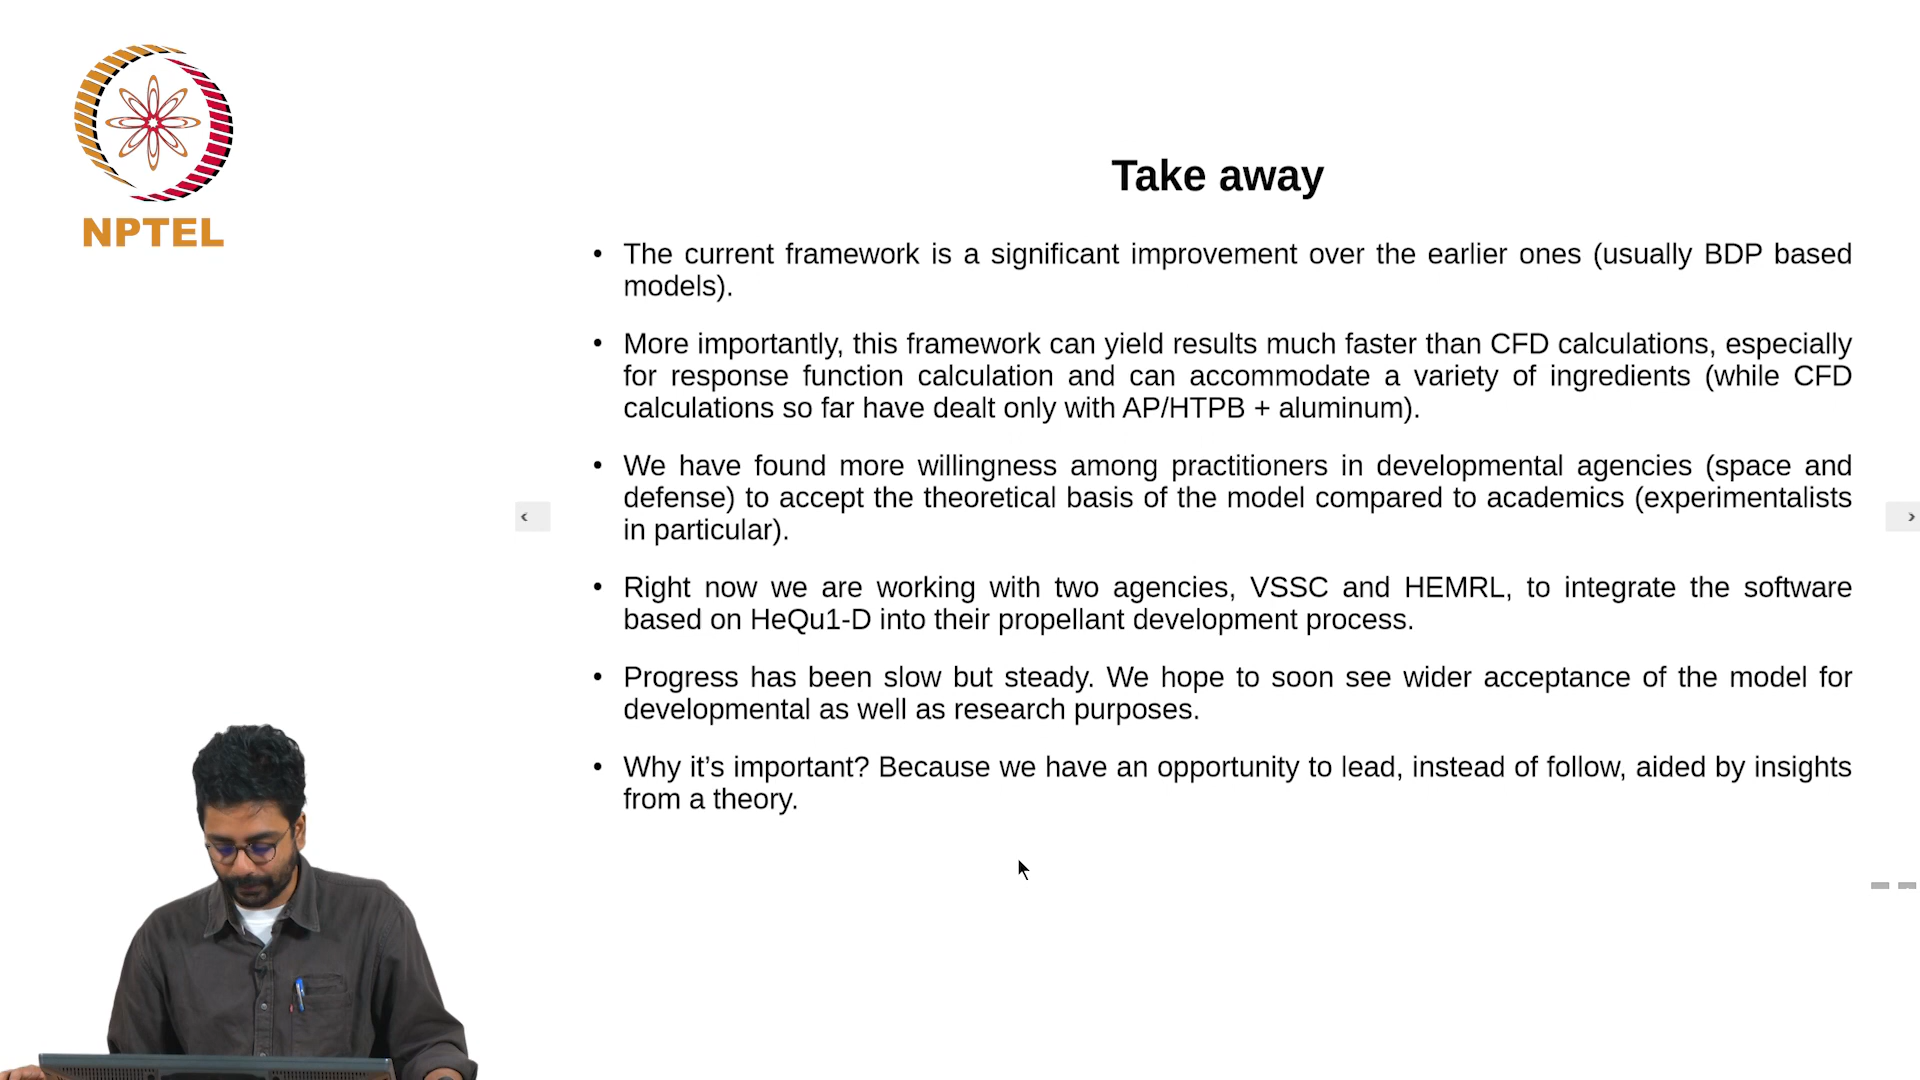 NPTEL
Take away
• The current framework is a significant improvement over the earlier ones (usually BDP based
models).
• More importantly, this framework can yield results much faster than CFD calculations, especially
for response function calculation and can accommodate a variety of ingredients (while CFD
calculations so far have dealt only with AP/HTPB + aluminum).
• We have found more willingness among practitioners in developmental agencies (space and
defense) to accept the theoretical basis of the model compared to academics (experimentalists
in particular).
• Right now we are working with two agencies, VSSC and HEMRL, to integrate the software
based on HeQu1-D into their propellant development process.
• Progress has been slow but steady. We hope to soon see wider acceptance of the model for
developmental as well as research purposes.
• Why it’s important? Because we have an opportunity to lead, instead of follow, aided by insights
from a theory.